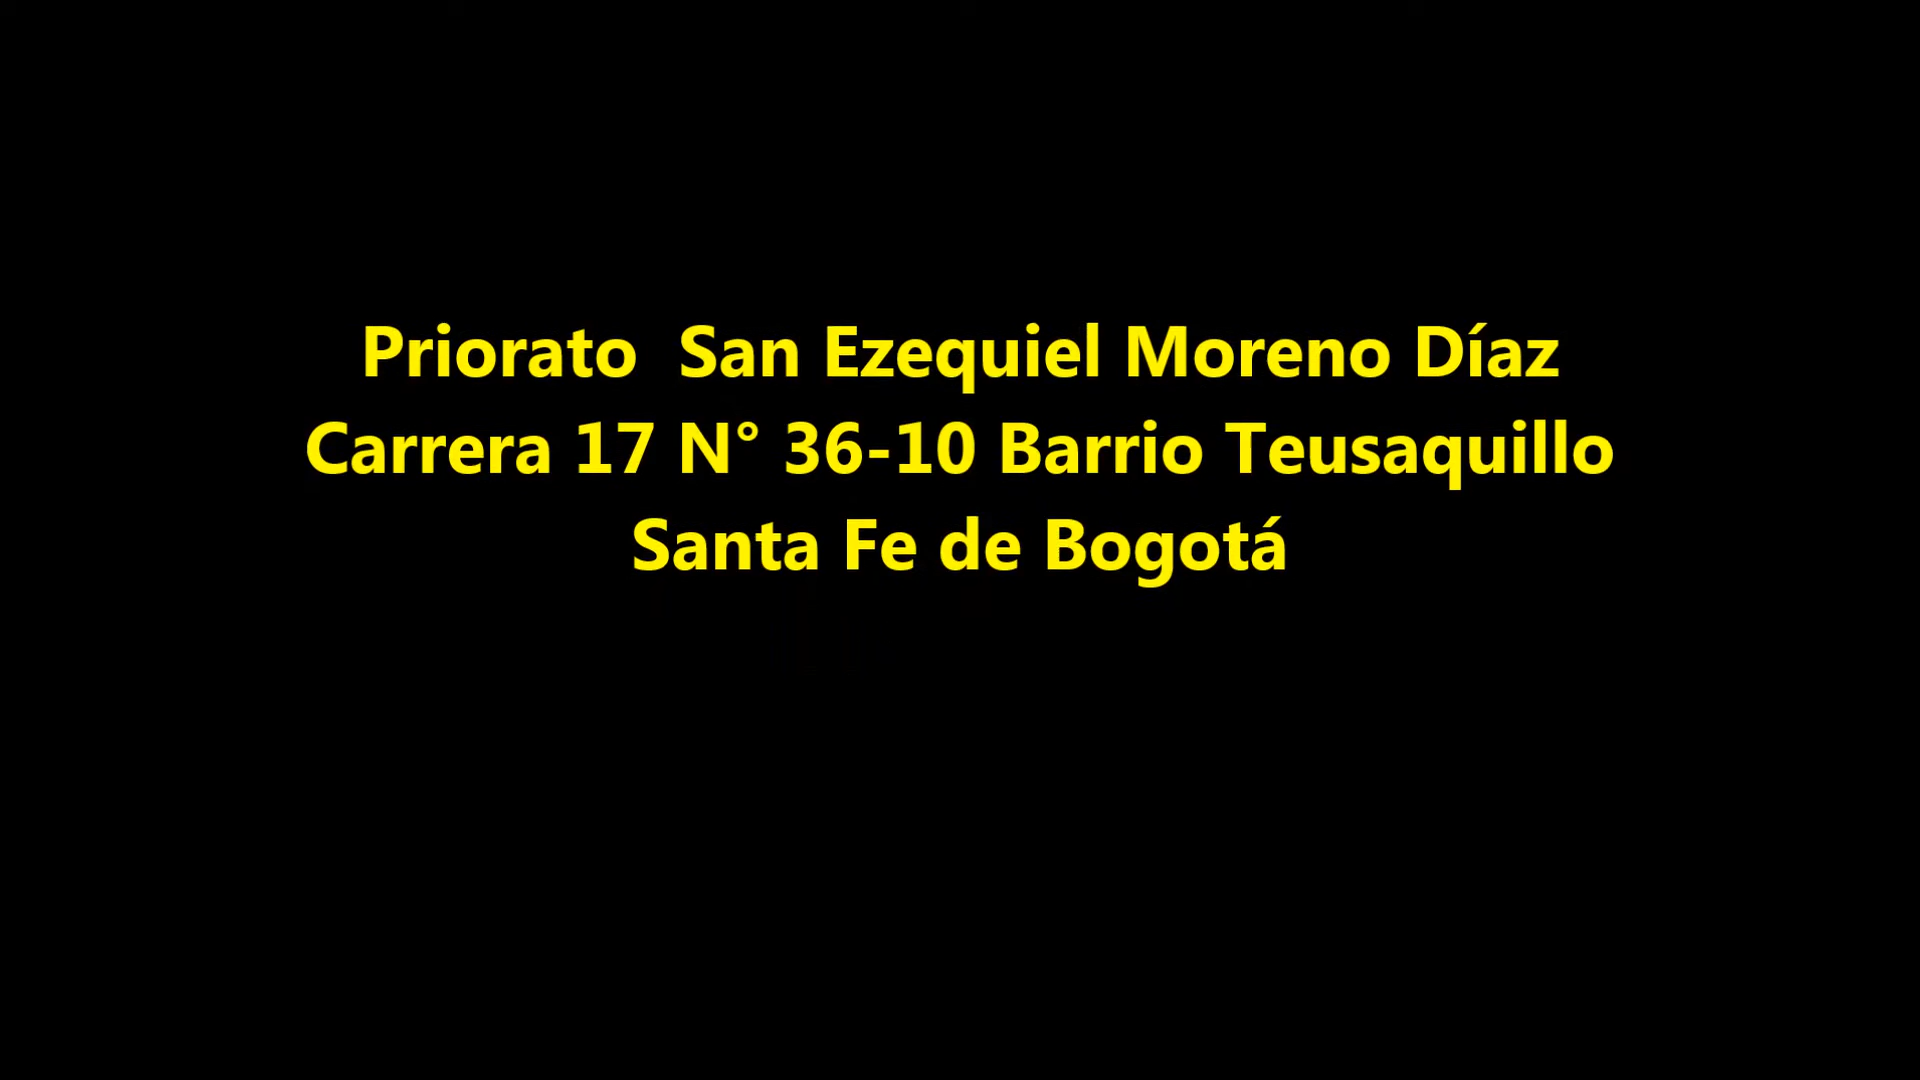 Priorato  San Ezequiel Moreno Díaz
Carrera 17 N° 36-10 Barrio Teusaquillo
Santa Fe de Bogotá